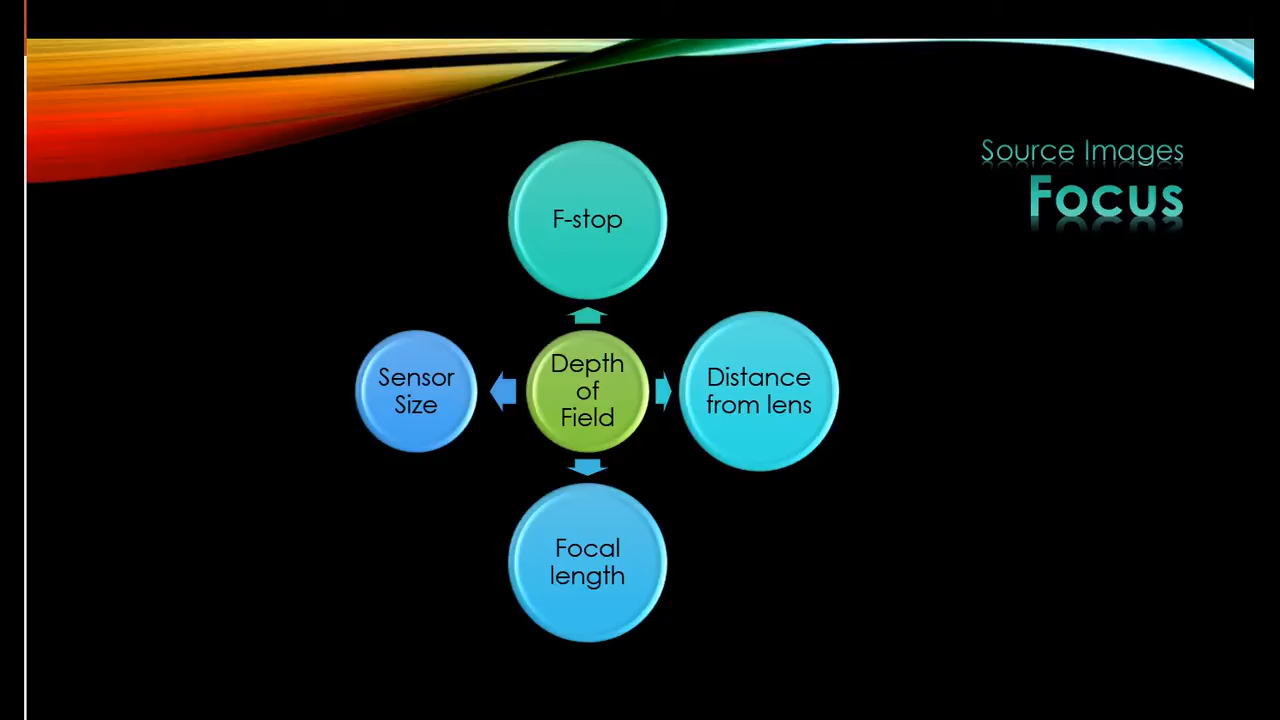 Source Images
Focus
F-stop
Sensor
Size
Depth
of
Field
Distance
from lens
Focal
length